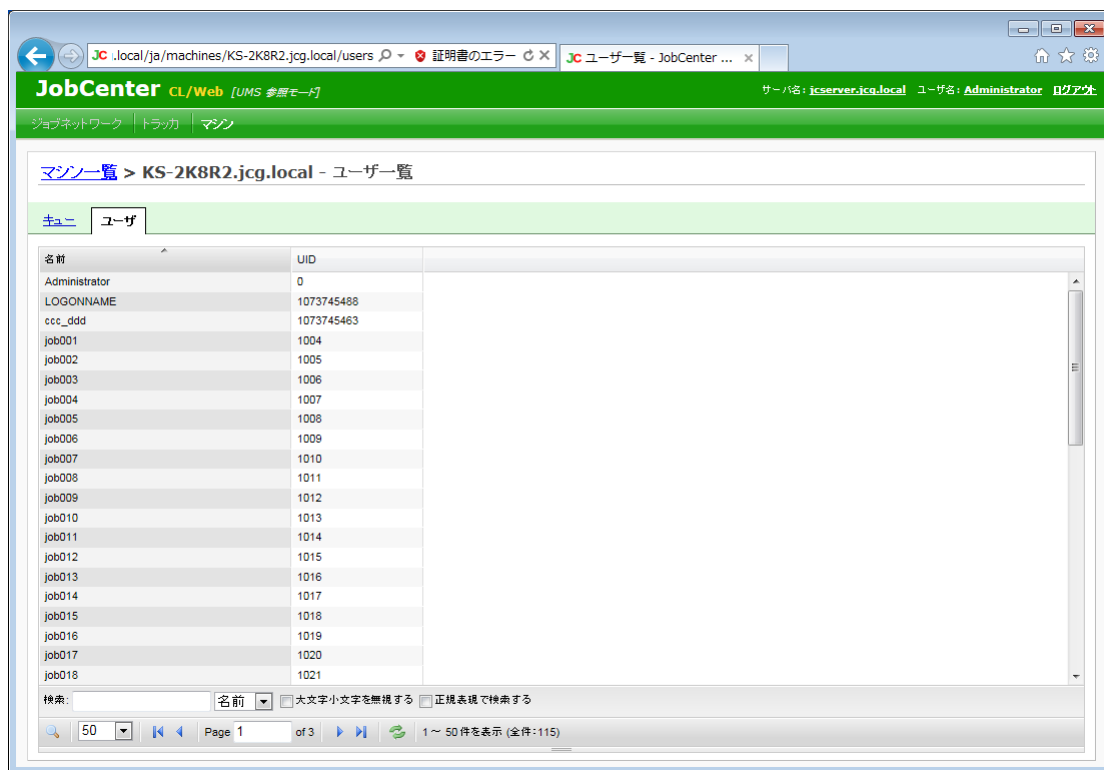 JC .local/ja/machines/KS-2K8R2.jcg.local/users 証明書のエラー JC ユーザ一覧 - JobCenter ...
JobCenter CL/Web [UMS 参照モード] サーバ名: jcserver.jcg.local ユーザ名: Administrator ログアウト
ジョブネットワーク トラッカ マシン
マシン一覧 > KS-2K8R2.jcg.local - ユーザー覧
キュー ユーザ
名前 UID
Administrator 0
LOGONNAME 1073745488
ccc_ddd 1073745463
job001 1004
job002 1005
job003 1006
job004 1007
job005 1008
job006 1009
job007 1010
job008 1011
job009 1012
job010 1013
job011 1014
job012 1015
job013 1016
job014 1017
job015 1018
job016 1019
job017 1020
job018 1021
検索: 名前 大文字小文字を無視する 正規表現で検索する
50 Page 1 of 3 1 ～ 50 件を表示 (全件:115)